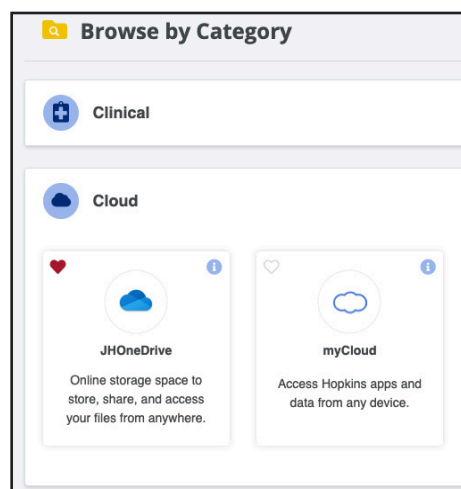 Browse by Category
Clinical
Cloud
JHOneDrive
Online storage space to
store, share, and access
your files from anywhere.
myCloud
Access Hopkins apps and
data from any device.